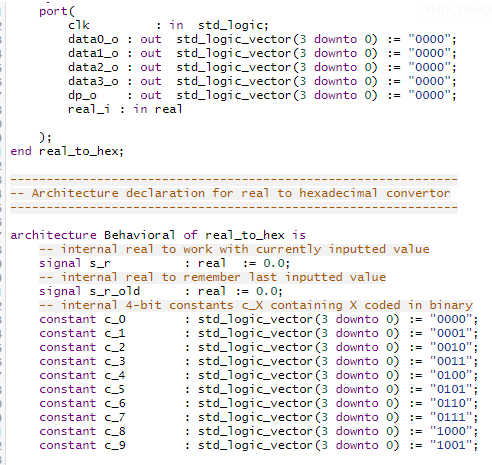 port(
clk : in std_logic;
data0_o : out std_logic_vector(3 downto 0) := "0000";
data1_o : out std_logic_vector(3 downto 0) := "0000";
data2_o : out std_logic_vector(3 downto 0) := "0000";
data3_o : out std_logic_vector(3 downto 0) := "0000";
dp_o : out std_logic_vector(3 downto 0) := "0000";
real_i : in real
);
end real_to_hex;
------------------------------------------------------------
-- Architecture declaration for real to hexadecimal convertor
------------------------------------------------------------
architecture Behavioral of real_to_hex is
-- internal real to work with currently inputted value
signal s_r : real := 0.0;
-- internal real to remember last inputted value
signal s_r_old : real := 0.0;
-- internal 4-bit constants c_X containing X coded in binary
constant c_0 : std_logic_vector(3 downto 0) := "0000";
constant c_1 : std_logic_vector(3 downto 0) := "0001";
constant c_2 : std_logic_vector(3 downto 0) := "0010";
constant c_3 : std_logic_vector(3 downto 0) := "0011";
constant c_4 : std_logic_vector(3 downto 0) := "0100";
constant c_5 : std_logic_vector(3 downto 0) := "0101";
constant c_6 : std_logic_vector(3 downto 0) := "0110";
constant c_7 : std_logic_vector(3 downto 0) := "0111";
constant c_8 : std_logic_vector(3 downto 0) := "1000";
constant c_9 : std_logic_vector(3 downto 0) := "1001";